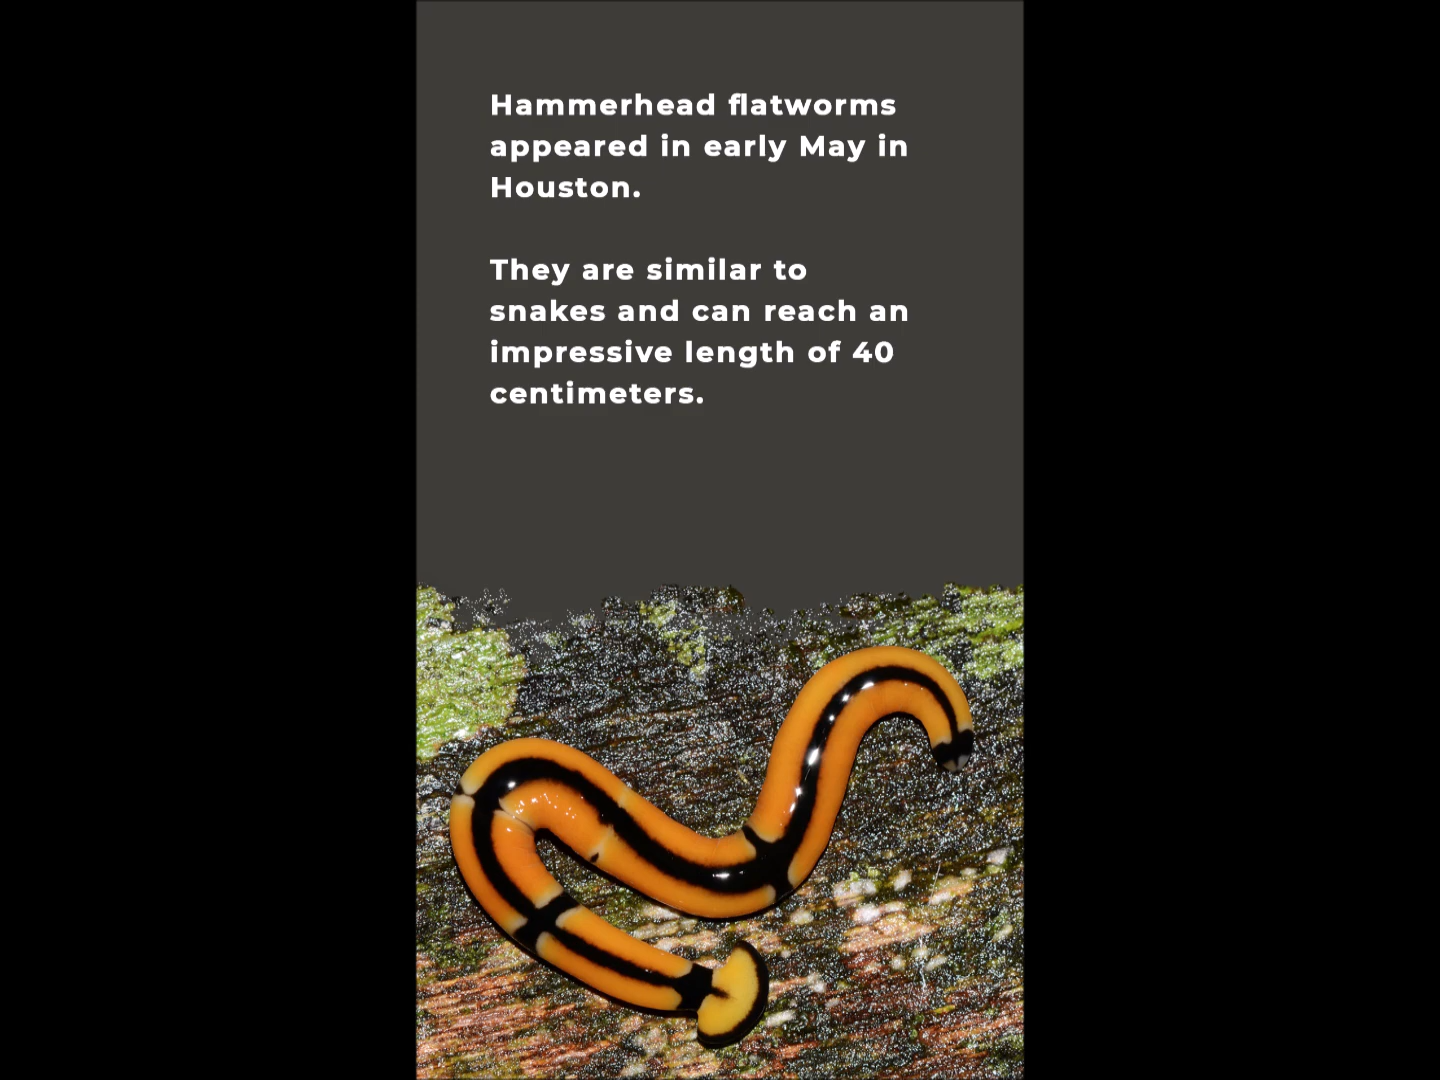 Hammerhead flatworms
appeared in early May in
Houston.
They are similar to
snakes and can reach an
impressive length of 40
centimeters.